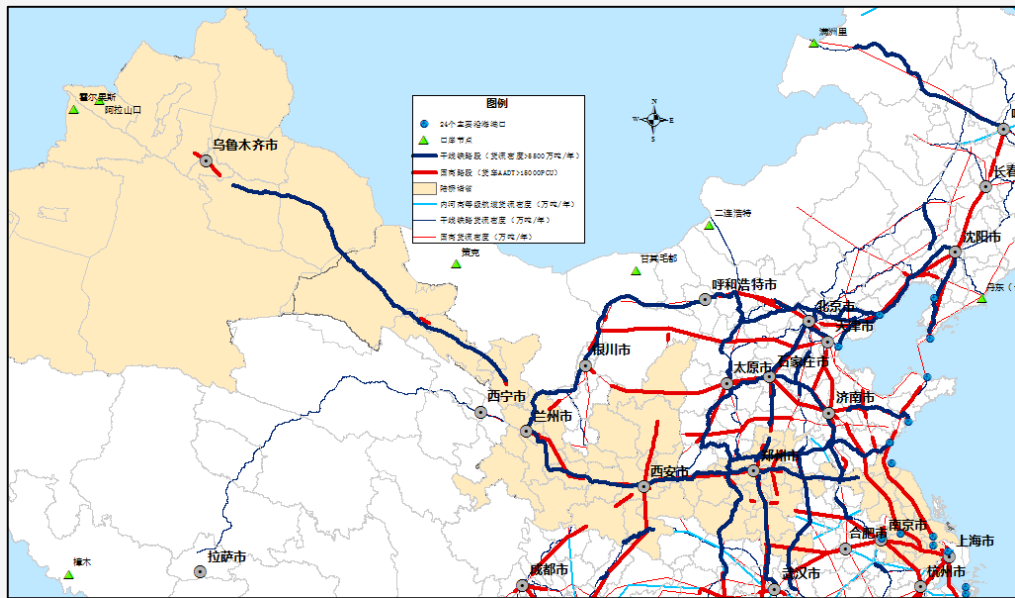 满洲里
霍尔果斯
阿拉山口
图例
24个主要沿海港口
口岸节点
干线铁路段（货流密度>5500万吨/年）
国高路段（货车AADT>15000PCU）
陆桥诸省
内河高等级航道货流密度（万吨/年）
干线铁路货流密度（万吨/年）
国高货流密度（万吨/年）
N
W
E
S
乌鲁木齐市
长春
二连浩特
沈阳市
策克
甘其毛都
丹东（
呼和浩特市
北京市
天津市
银川市
太原市
石家庄市
西宁市
济南市
兰州市
郑州市
西安市
南京市
合肥市
上海市
拉萨市
樟木
成都市
武汉市
杭州市